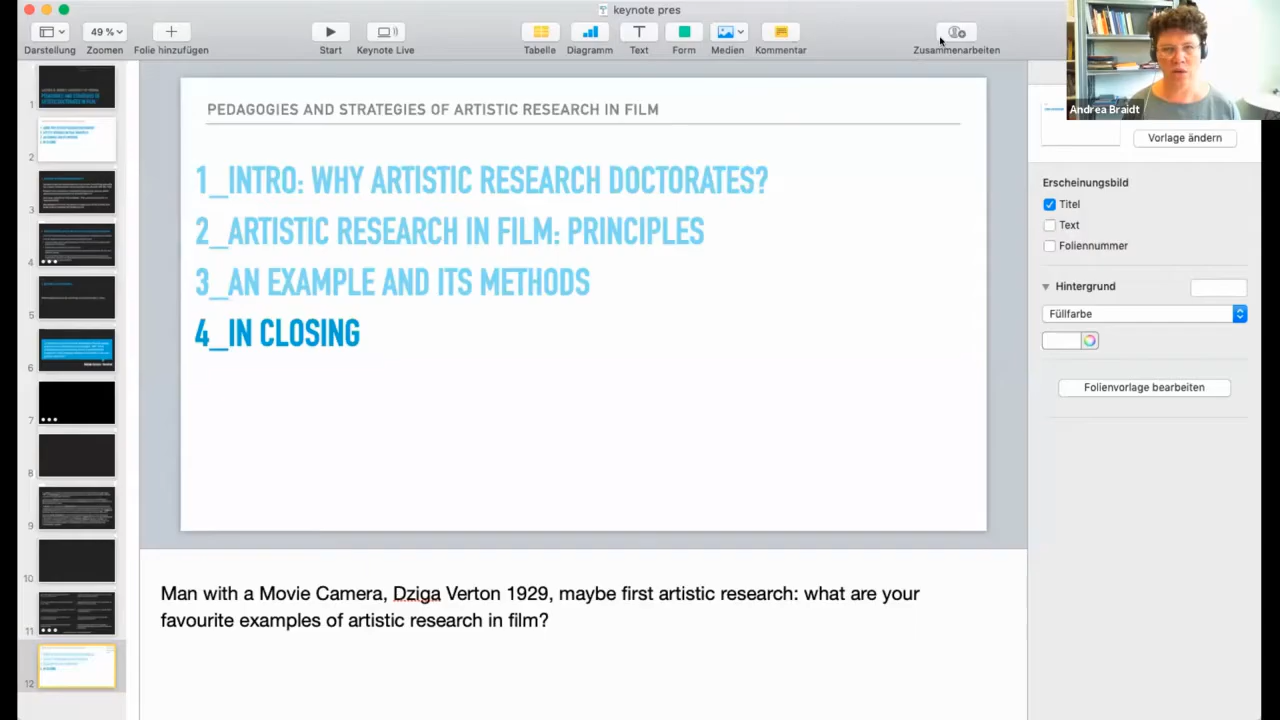 keynote pres
49 %
Darstellung
Zoomen
Folie hinzufügen
Start
Keynote Live
Tabelle
Diagramm
Text
Form
Medien
Kommentar
Zusammenarbeiten
Andrea Braidt
Vorlage ändern
Erscheinungsbild
Titel
Text
Foliennummer
Hintergrund
Füllfarbe
Folienvorlage bearbeiten
1
2
3
4
5
6
7
8
9
10
11
12
PEDAGOGIES AND STRATEGIES OF ARTISTIC RESEARCH IN FILM
1_INTRO: WHY ARTISTIC RESEARCH DOCTORATES?
2_ARTISTIC RESEARCH IN FILM: PRINCIPLES
3_AN EXAMPLE AND ITS METHODS
4_IN CLOSING
Man with a Movie Camera, Dziga Verton 1929, maybe first artistic research: what are your
favourite examples of artistic research in film?